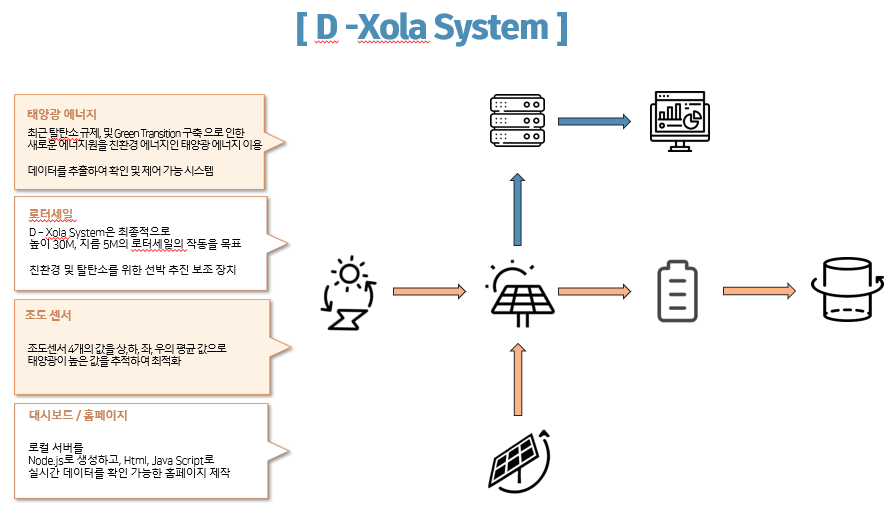 [ D -Xola System ]
태양광 에너지
최근 탈탄소 규제, 및 Green Transition 구축 으로 인한
새로운 에너지원을 친환경 에너지인 태양광 에너지 이용
데이터를 추출하여 확인 및 제어 가능 시스템
로터세일
D – Xola System은 최종적으로
높이 30M, 지름 5M의 로터세일의 작동을 목표
친환경 및 탈탄소를 위한 선박 추진 보조 장치
조도 센서
조도센서 4개의 값을 상,하, 좌, 우의 평균 값으로
태양광이 높은 값을 추적하여 최적화
대시보드 / 홈페이지
로컬 서버를
Node.js로 생성하고, Html, Java Script로
실시간 데이터를 확인 가능한 홈페이지 제작